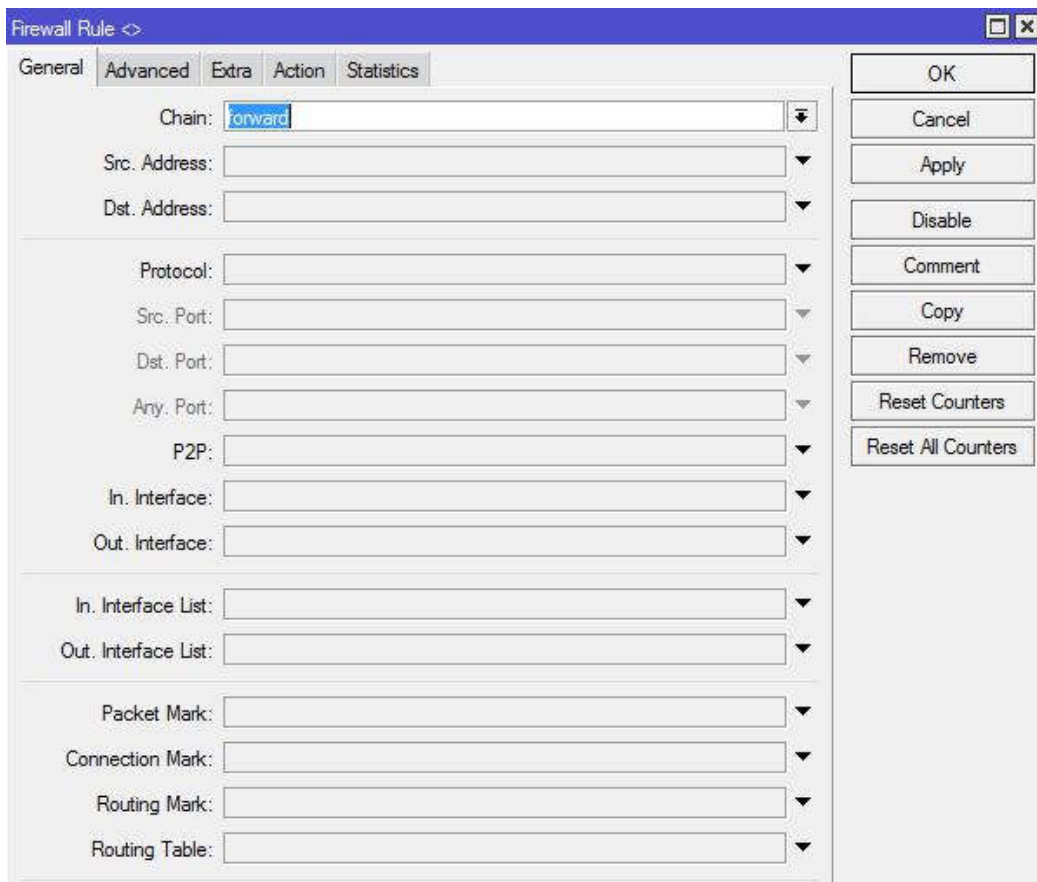 Firewall Rule <>
General Advanced Extra Action Statistics
Chain: forward
Src. Address:
Dst. Address:
Protocol:
Src. Port:
Dst. Port:
Any. Port:
P2P:
In. Interface:
Out. Interface:
In. Interface List:
Out. Interface List:
Packet Mark:
Connection Mark:
Routing Mark:
Routing Table:
OK
Cancel
Apply
Disable
Comment
Copy
Remove
Reset Counters
Reset All Counters